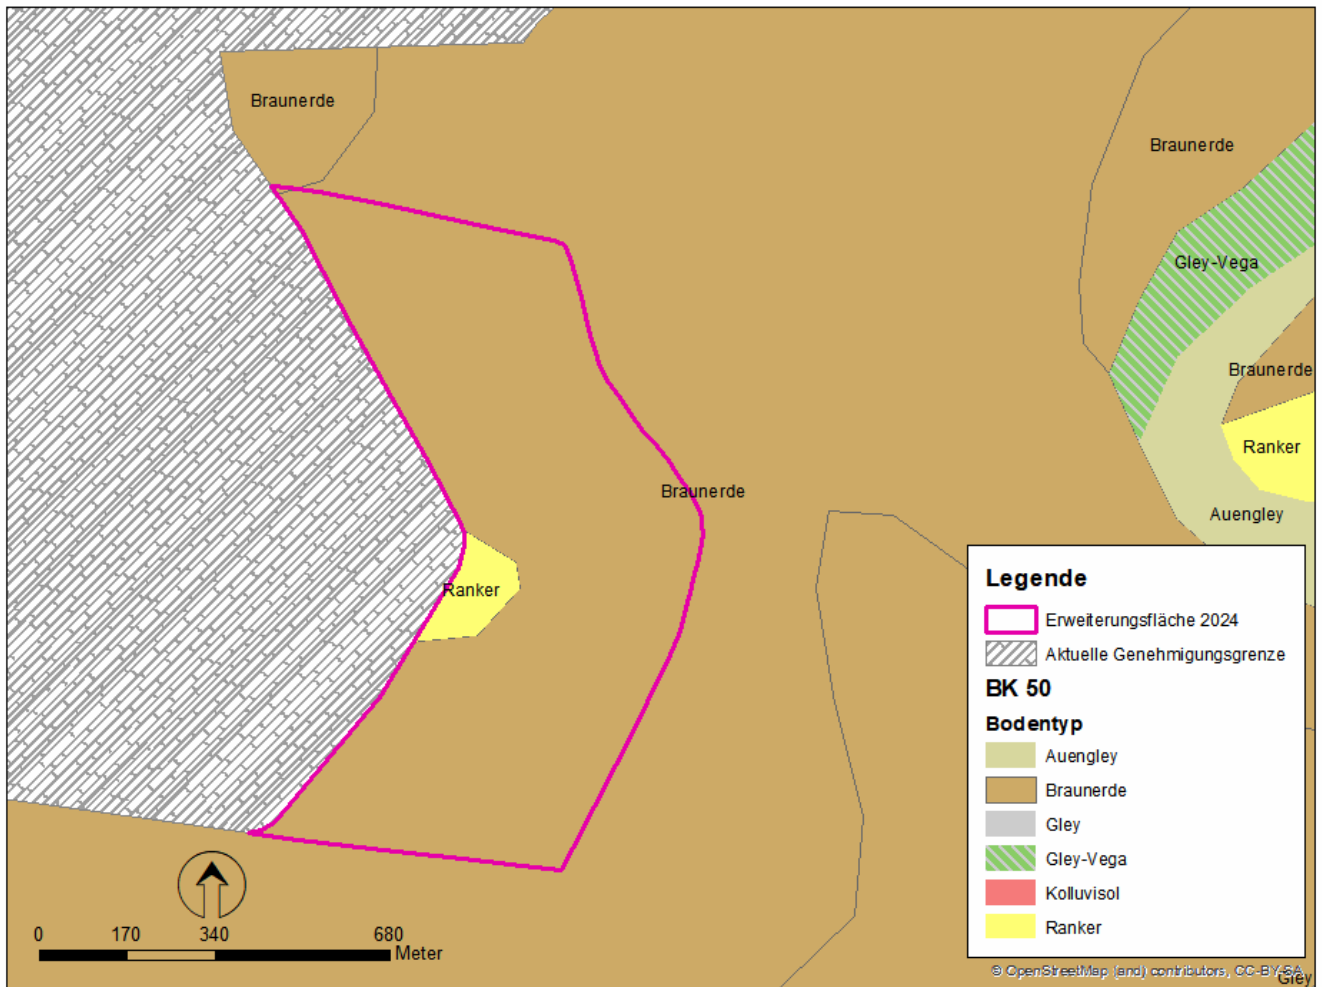 Braunerde
Braunerde
Gley-Vega
Braunerde
Ranker
Braunerde
Auengley
Ranker
Legende
Erweiterungsfläche 2024
Aktuelle Genehmigungsgrenze
BK 50
Bodentyp
Auengley
Braunerde
Gley
Gley-Vega
Kolluvisol
Ranker
0 170 340 680
Meter
© OpenStreetMap (and) contributors, CC-BY-SA
Gley